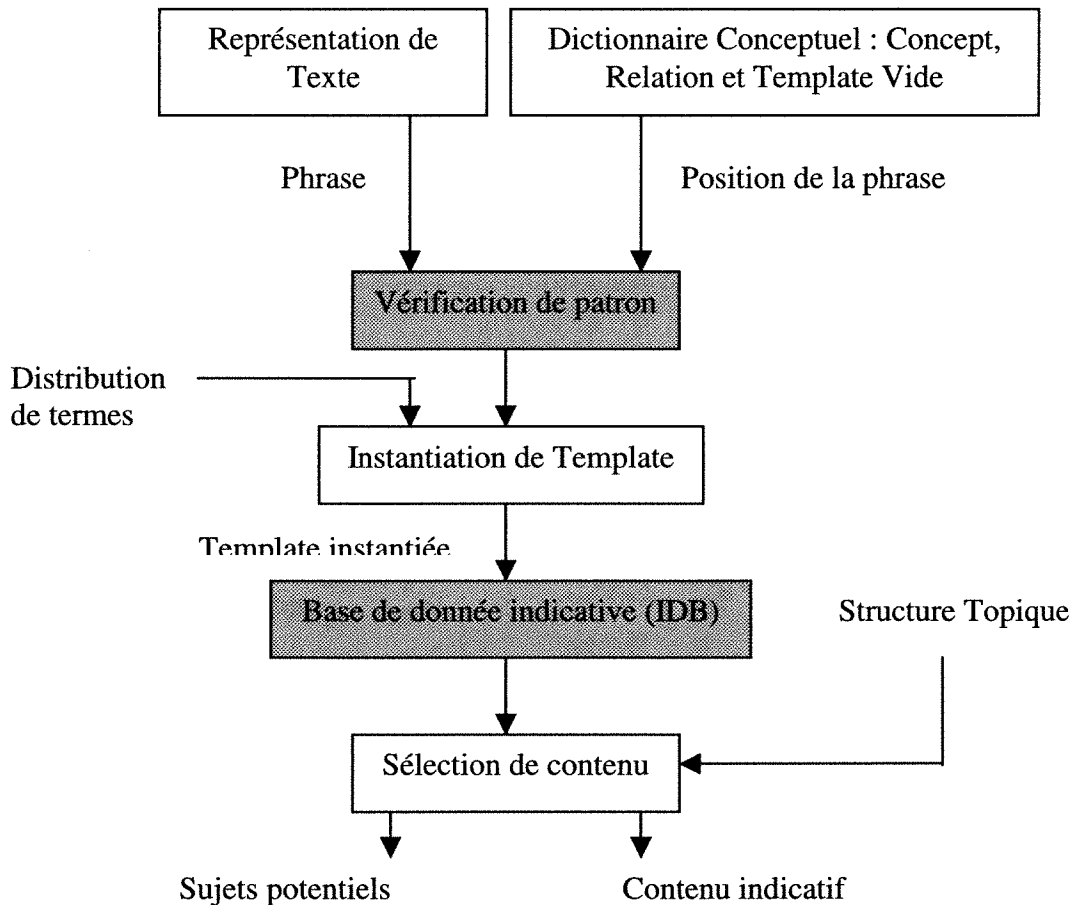 Représentation de
Texte
Dictionnaire Conceptuel : Concept,
Relation et Template Vide
Phrase
Position de la phrase
Vérification de patron
Distribution
de termes
Instantiation de Template
Template instantiée
Base de donnée indicative (IDB)
Structure Topique
Sélection de contenu
Sujets potentiels
Contenu indicatif